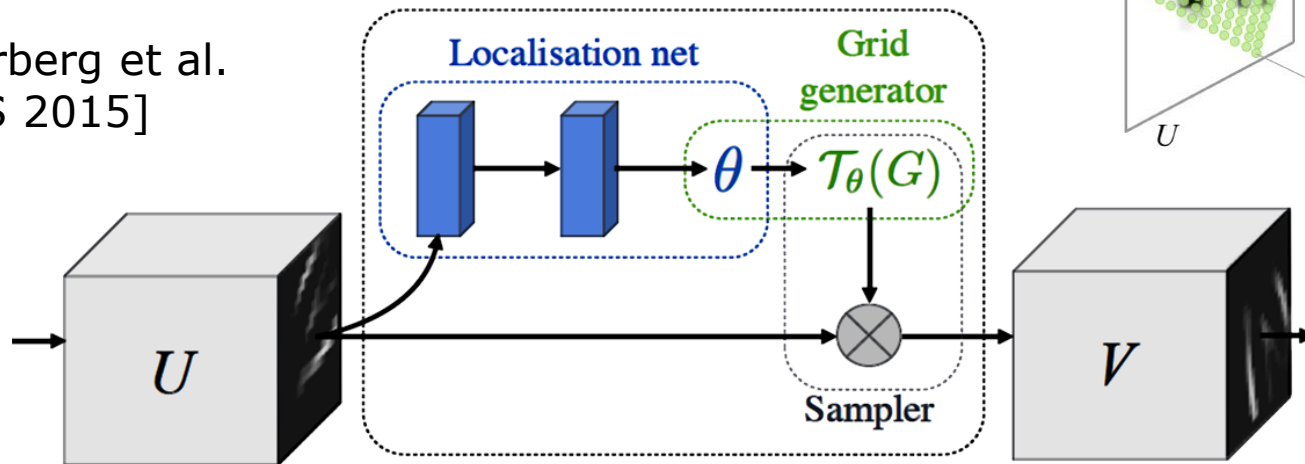 rberg et al.
S 2015]
Localisation net
Grid
generator
θ
𝒯θ(G)
U
U
V
Sampler